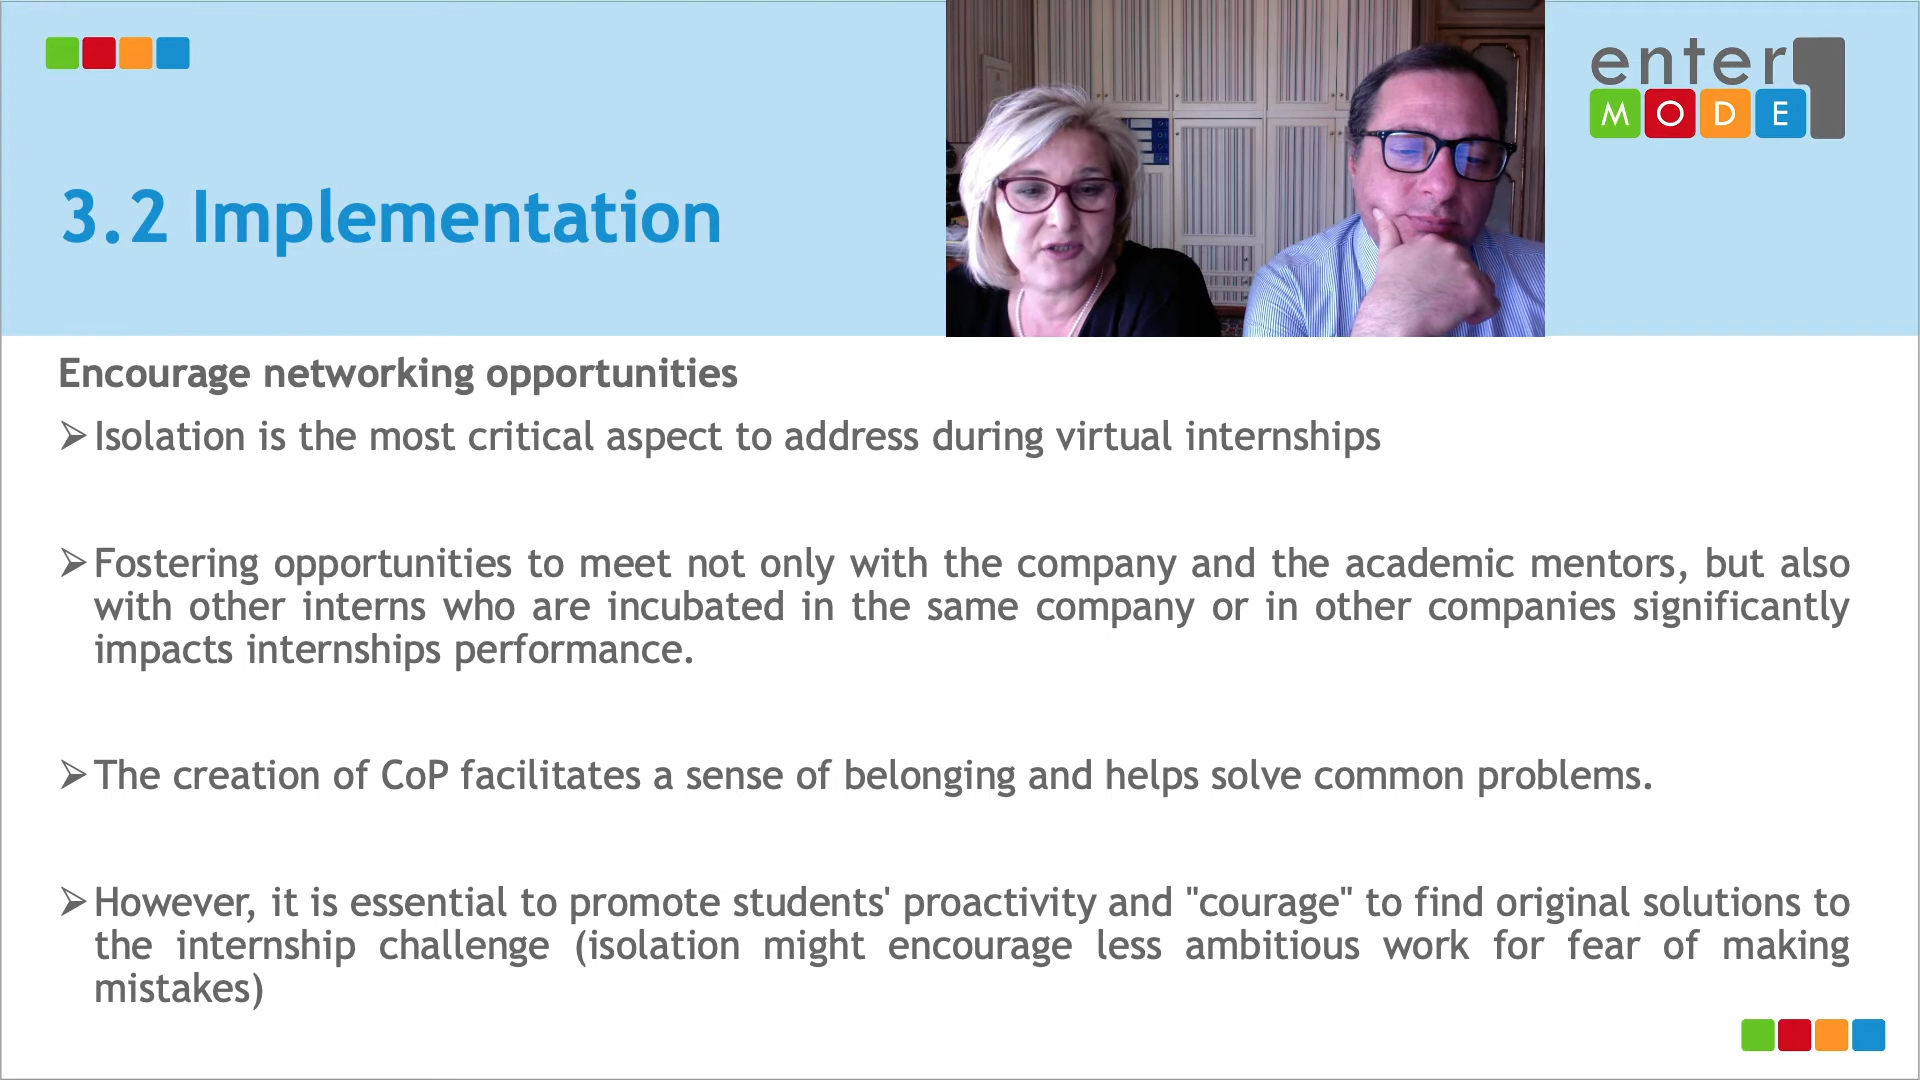 enter
MODE
3.2 Implementation
Encourage networking opportunities
Isolation is the most critical aspect to address during virtual internships
Fostering opportunities to meet not only with the company and the academic mentors, but also
with other interns who are incubated in the same company or in other companies significantly
impacts internships performance.
The creation of CoP facilitates a sense of belonging and helps solve common problems.
However, it is essential to promote students' proactivity and "courage" to find original solutions to
the internship challenge (isolation might encourage less ambitious work for fear of making
mistakes)